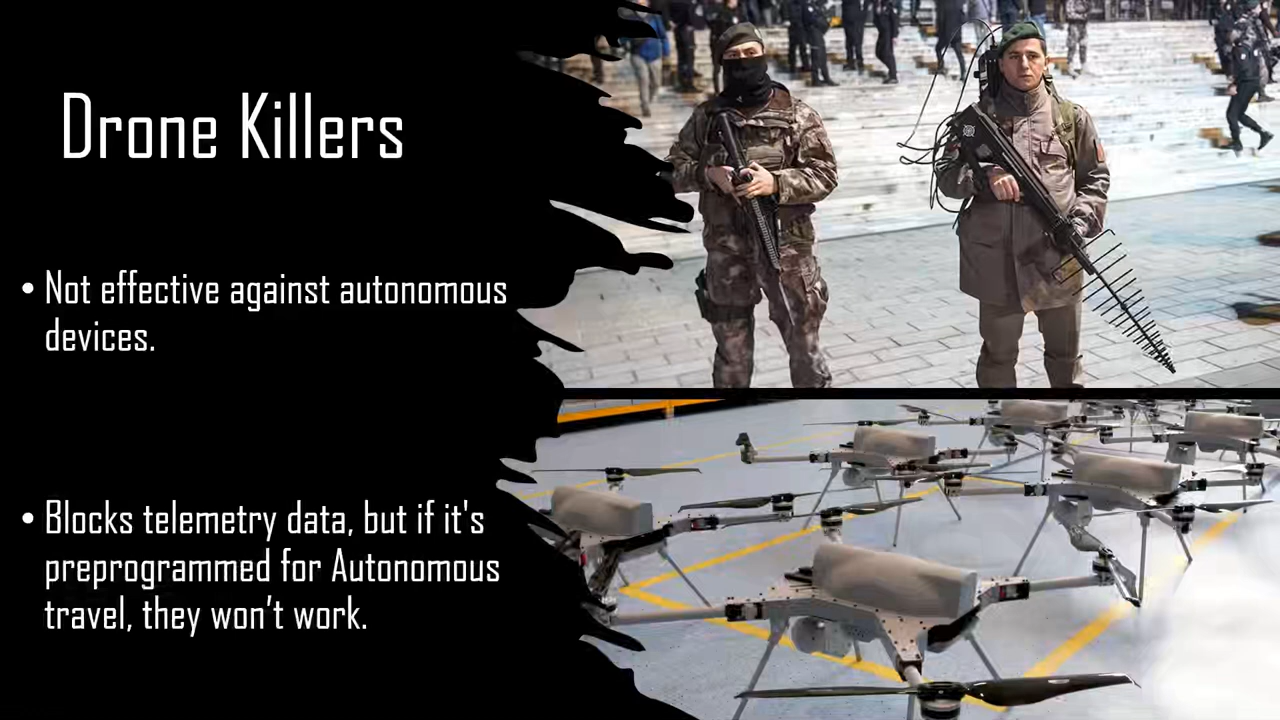 Drone Killers
• Not effective against autonomous
devices.
• Blocks telemetry data, but if it's
preprogrammed for Autonomous
travel, they won’t work.